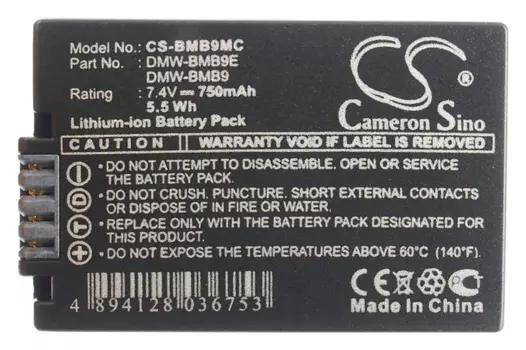 Model No.: CS-BMB9MC
Part No. : DMW-BMB9E
DMW-BMB9
Rating : 7.4V⎓750mAh
5.5 Wh
Lithium-ion Battery Pack
CS
Cameron Sino
CAUTION: WARRANTY VOID IF LABEL IS REMOVED
• DO NOT ATTEMPT TO DISASSEMBLE, OPEN OR SERVICE
THE BATTERY PACK.
• DO NOT CRUSH. PUNCTURE. SHORT EXTERNAL CONTACTS
OR DISPOSE OF IN FIRE OR WATER.
• REPLACE ONLY WITH THE BATTERY PACK DESIGNATED
FOR THIS PRODUCT.
• DO NOT EXPOSE TO TEMPERATURES ABOVE 60°C (140°F).
− T D +
4 894128 036753
CE
Made In China